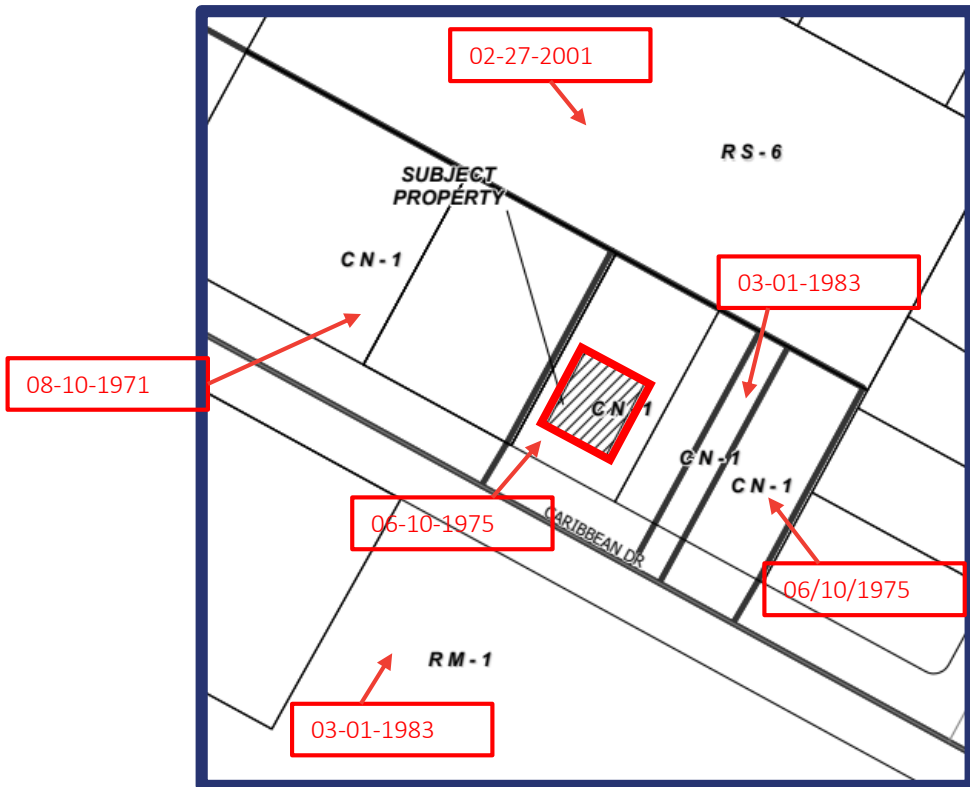 02-27-2001
RS-6
SUBJECT
PROPERTY
CN-1
03-01-1983
08-10-1971
CN-1
CN-1
CN-1
06-10-1975
CARIBBEAN DR
06/10/1975
RM-1
03-01-1983